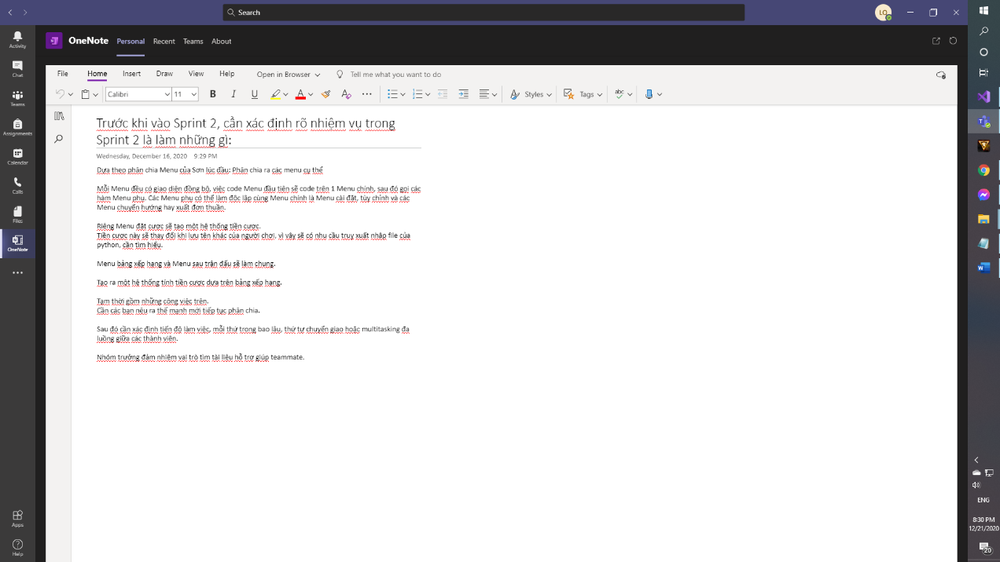 Search
LO
OneNote
Personal
Recent
Teams
About
File
Home
Insert
Draw
View
Help
Open in Browser
Tell me what you want to do
Calibri
11
B
I
U
Styles
Tags
Activity
Chat
Teams
Assignments
Calendar
Calls
Files
OneNote
Apps
Help
Trước khi vào Sprint 2, cần xác định rõ nhiệm vụ trong
Sprint 2 là làm những gì:
Wednesday, December 16, 2020 9:29 PM
Dựa theo phân chia Menu của Sơn lúc đầu: Phân chia ra các menu cụ thể
Mỗi Menu đều có giao diện đồng bộ, việc code Menu đầu tiên sẽ code trên 1 Menu chính, sau đó gọi các
hàm Menu phụ. Các Menu phụ có thể làm độc lập cùng Menu chính là Menu cài đặt, tùy chỉnh và các
Menu chuyển hướng hay xuất đơn thuần.
Riêng Menu đặt cược sẽ tạo một hệ thống tiền cược.
Tiền cược này sẽ thay đổi khi lưu tên khác của người chơi, vì vậy sẽ có nhu cầu truy xuất nhập file của
python, cần tìm hiểu.
Menu bảng xếp hạng và Menu sau trận đấu sẽ làm chung.
Tạo ra một hệ thống tính tiền cược dựa trên bảng xếp hạng.
Tạm thời gồm những công việc trên.
Cần các bạn nêu ra thế mạnh mới tiếp tục phân chia.
Sau đó cần xác định tiến độ làm việc, mỗi thứ trong bao lâu, thứ tự chuyển giao hoặc multitasking đa
luồng giữa các thành viên.
Nhóm trưởng đảm nhiệm vai trò tìm tài liệu hỗ trợ giúp teammate.
ENG
8:30 PM
12/21/2020
20